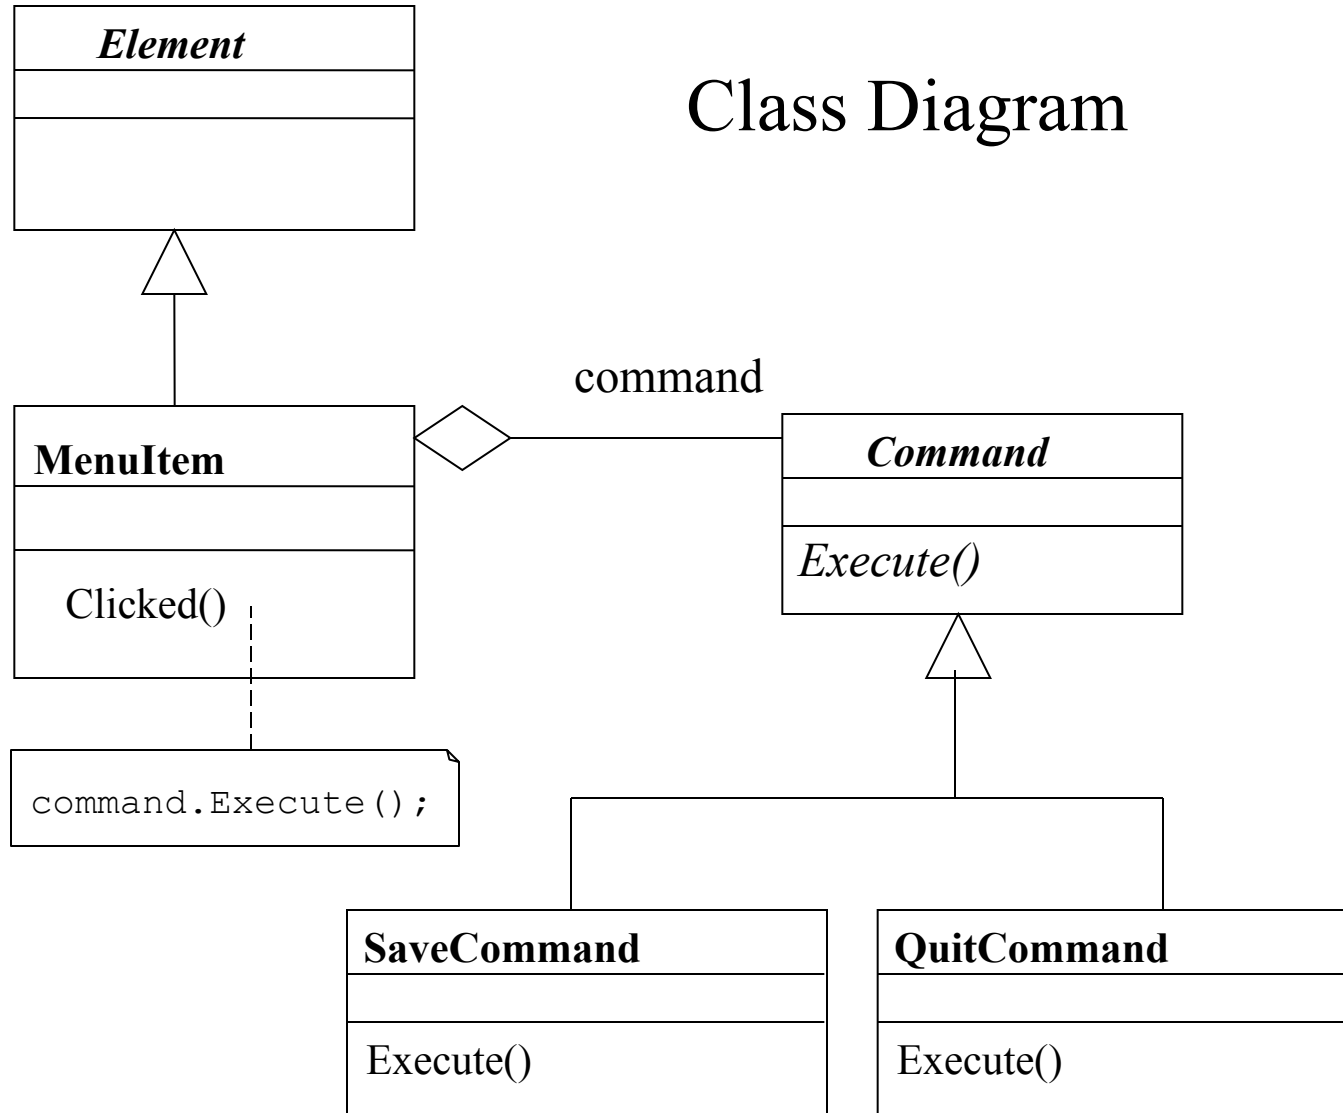 Element
Class Diagram
command
MenuItem
Command
Execute()
Clicked()
command.Execute();
SaveCommand
QuitCommand
Execute()
Execute()